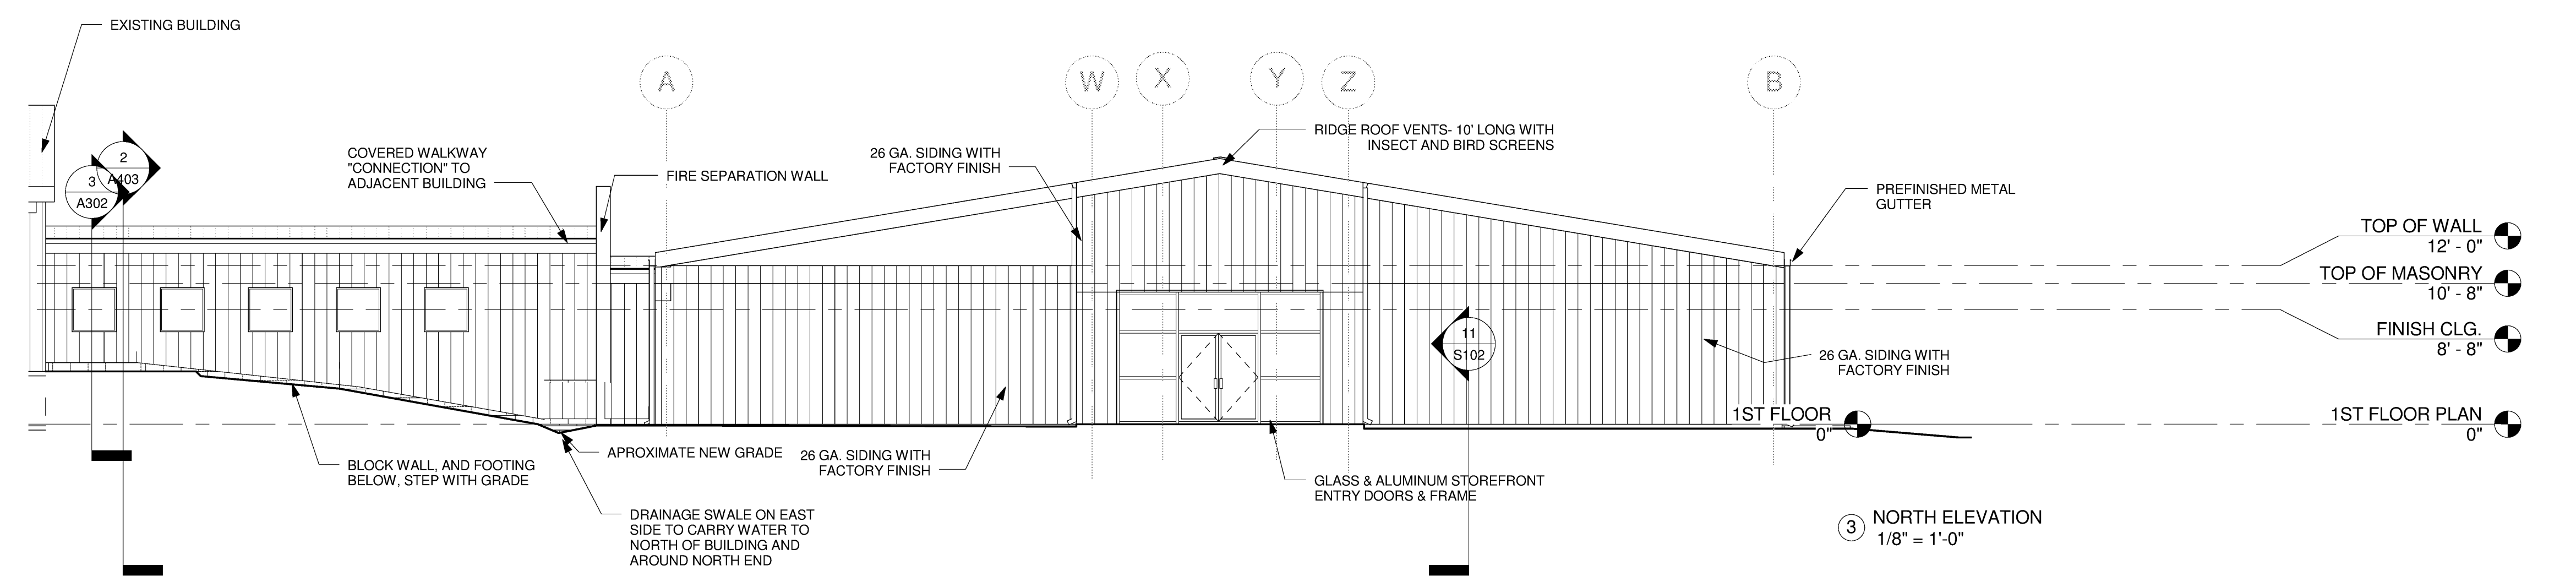 EXISTING BUILDING
A
W
X
Y
Z
B
2
A403
3
A302
COVERED WALKWAY
"CONNECTION" TO
ADJACENT BUILDING
FIRE SEPARATION WALL
26 GA. SIDING WITH
FACTORY FINISH
RIDGE ROOF VENTS- 10' LONG WITH
INSECT AND BIRD SCREENS
PREFINISHED METAL
GUTTER
TOP OF WALL
12' - 0"
TOP OF MASONRY
10' - 8"
FINISH CLG.
8' - 8"
11
S102
26 GA. SIDING WITH
FACTORY FINISH
1ST FLOOR
0"
1ST FLOOR PLAN
0"
BLOCK WALL, AND FOOTING
BELOW, STEP WITH GRADE
APROXIMATE NEW GRADE
26 GA. SIDING WITH
FACTORY FINISH
GLASS & ALUMINUM STOREFRONT
ENTRY DOORS & FRAME
DRAINAGE SWALE ON EAST
SIDE TO CARRY WATER TO
NORTH OF BUILDING AND
AROUND NORTH END
3
NORTH ELEVATION
1/8" = 1'-0"